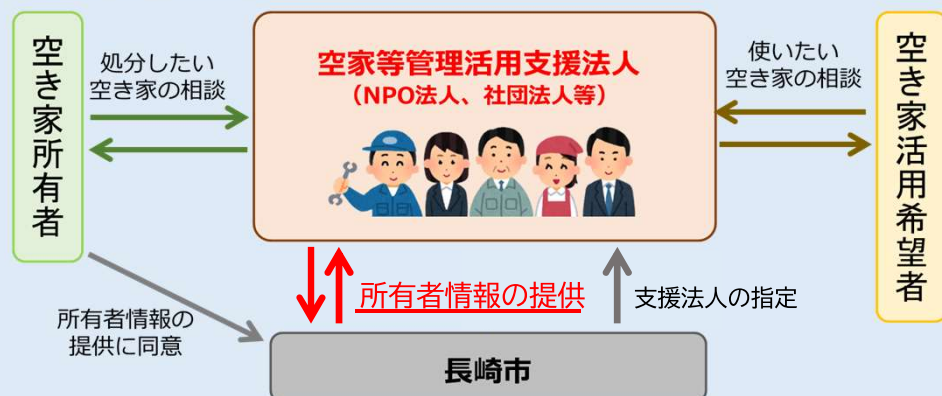 空き家所有者
処分したい
空き家の相談
空家等管理活用支援法人
（NPO法人、社団法人等）
使いたい
空き家の相談
空き家活用希望者
所有者情報の
提供に同意
所有者情報の提供
支援法人の指定
長崎市